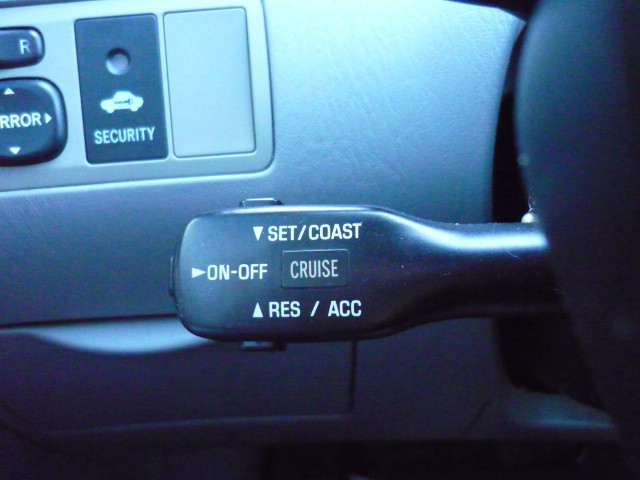 R
RROR
SECURITY
▼ SET/COAST
►ON-OFF CRUISE
▲ RES / ACC